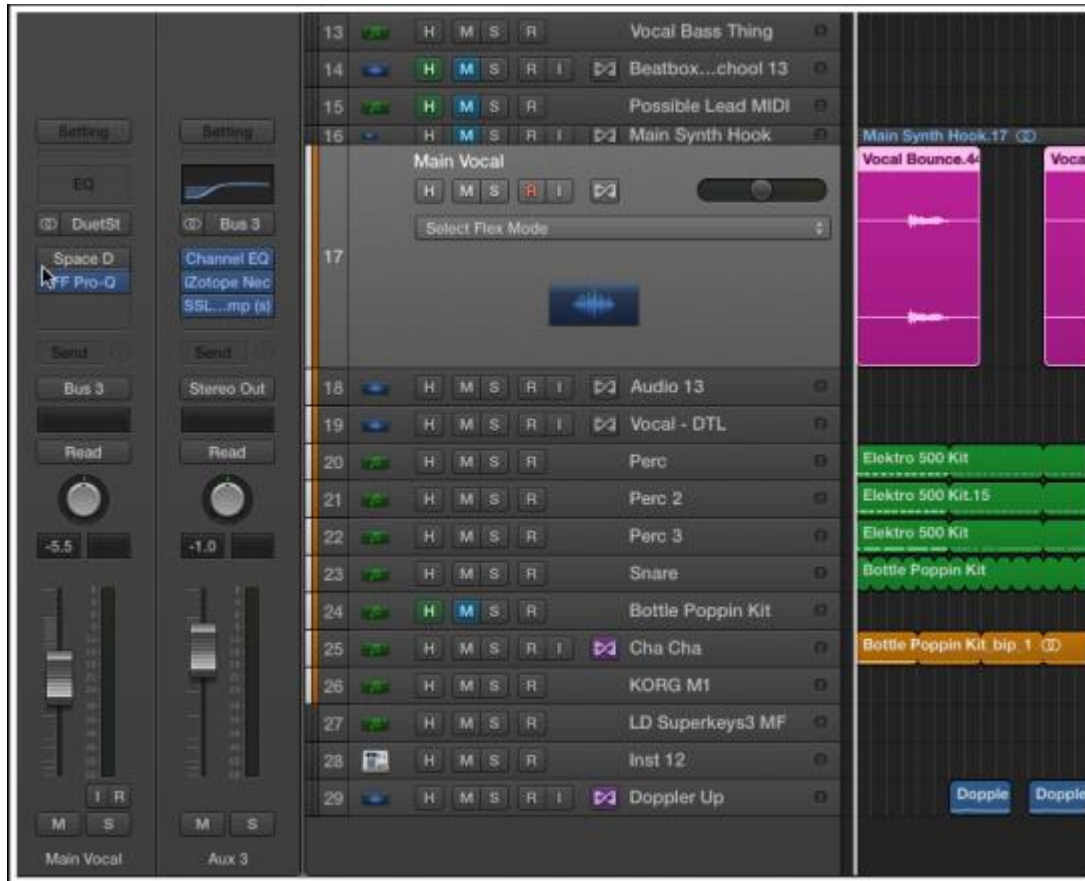 Setting
EQ
DuetSt
Space D
FF Pro-Q
Send
Bus 3
Read
-5.5
I R
M S
Main Vocal
Setting
Bus 3
Channel EQ
iZotope Nec
SSL...mp (s)
Send
Stereo Out
Read
-1.0
M S
Aux 3
13 H M S R Vocal Bass Thing
14 H M S R I Beatbox...chool 13
15 H M S R Possible Lead MIDI
16 H M S R I Main Synth Hook
Main Vocal
H M S R I
Select Flex Mode
17
18 H M S R I Audio 13
19 H M S R I Vocal - DTL
20 H M S R Perc
21 H M S R Perc 2
22 H M S R Perc 3
23 H M S R Snare
24 H M S R Bottle Poppin Kit
25 H M S R I Cha Cha
26 H M S R KORG M1
27 H M S R LD Superkeys3 MF
28 H M S R Inst 12
29 H M S R I Doppler Up
Main Synth Hook.17
Vocal Bounce.44 Voca
Elektro 500 Kit
Elektro 500 Kit.15
Elektro 500 Kit
Bottle Poppin Kit
Bottle Poppin Kit_bip_1
Dopple Dopple